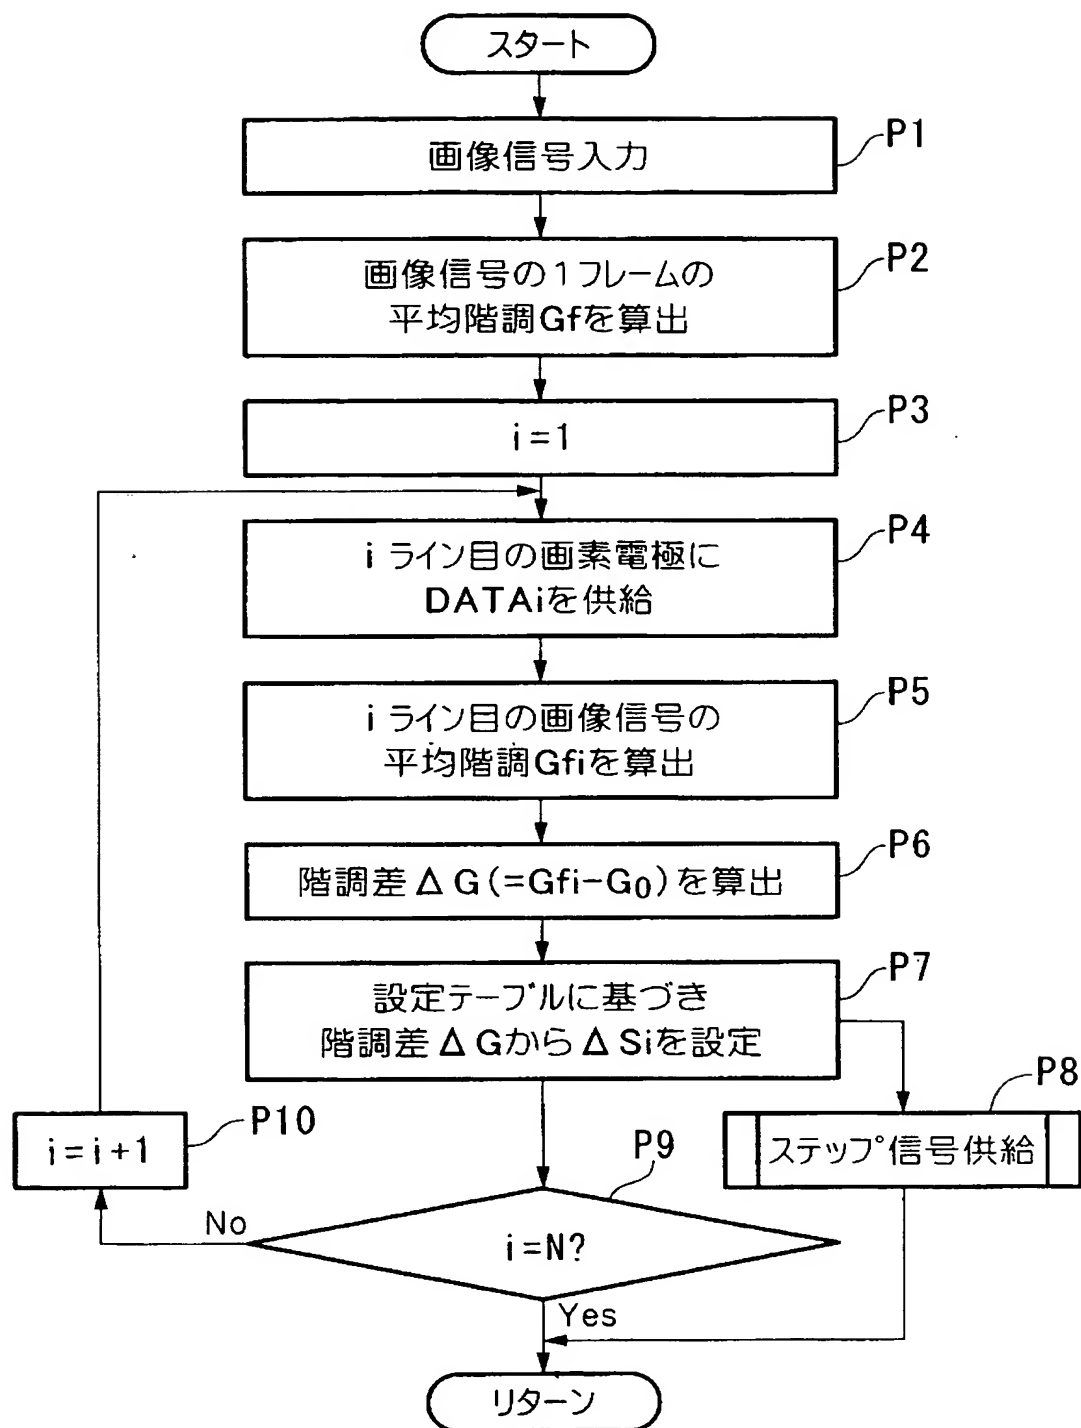 スタート
画像信号入力
P1
画像信号の1フレームの
平均階調Gfを算出
P2
i=1
P3
iライン目の画素電極に
DATAiを供給
P4
iライン目の画像信号の
平均階調Gfiを算出
P5
階調差ΔG(=Gfi-G₀)を算出
P6
設定テーブルに基づき
階調差ΔGからΔSiを設定
P7
ステップ信号供給
P8
i=N?
P9
No
i=i+1
P10
Yes
リターン